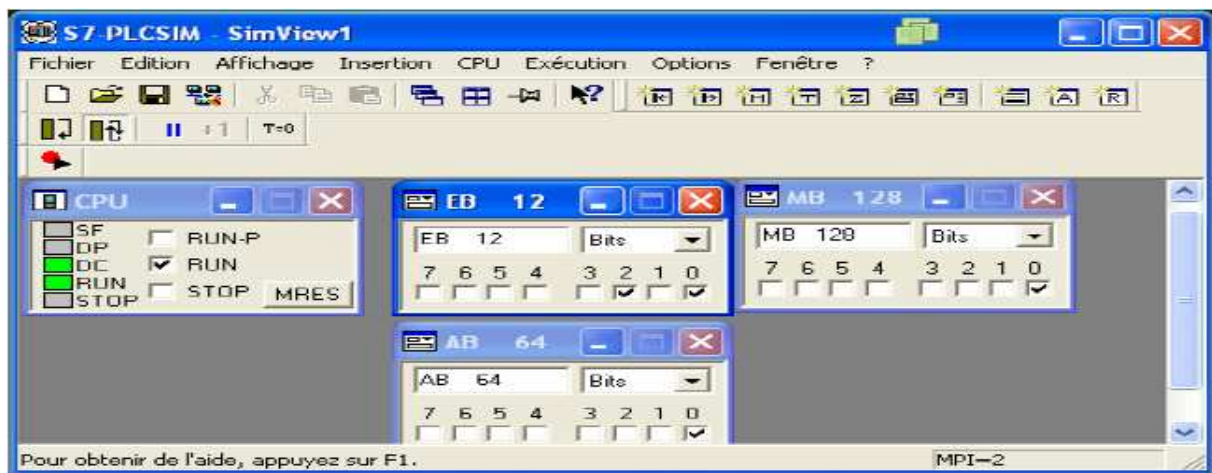 S7-PLCSIM - SimView1
Fichier Edition Affichage Insertion CPU Exécution Options Fenêtre ?
+1 T=0
CPU
SF
DP
DC
RUN
STOP
RUN-P
RUN
STOP MRES
EB 12
EB 12 Bits
7 6 5 4 3 2 1 0
MB 128
MB 128 Bits
7 6 5 4 3 2 1 0
AB 64
AB 64 Bits
7 6 5 4 3 2 1 0
Pour obtenir de l'aide, appuyez sur F1. MPI=2